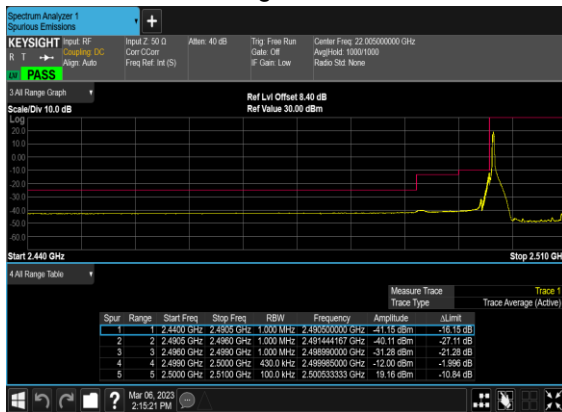 Spectrum Analyzer 1
Spurious Emissions
KEYSIGHT Input: RF Input Z: 50 Ω Atten: 40 dB Trig: Free Run Center Freq: 22.005000000 GHz
R T Coupling: DC Corr CCorr Gate: Off Avg|Hold: 1000/1000
Align: Auto Freq Ref: Int (S) IF Gain: Low Radio Std: None
PASS
3 All Range Graph
Ref Lvl Offset 8.40 dB
Scale/Div 10.0 dB Ref Value 30.00 dBm
Log
20.0
10.0
0.00
-10.0
-20.0
-30.0
-40.0
-50.0
-60.0
Start 2.440 GHz Stop 2.510 GH
4 All Range Table
Measure Trace Trace 1
Trace Type Trace Average (Active)
Spur Range Start Freq Stop Freq RBW Frequency Amplitude ΔLimit
1 1 2.4400 GHz 2.4905 GHz 1.000 MHz 2.490500000 GHz -41.15 dBm -16.15 dB
2 2 2.4905 GHz 2.4960 GHz 1.000 MHz 2.491444167 GHz -40.11 dBm -27.11 dB
3 3 2.4960 GHz 2.4990 GHz 1.000 MHz 2.498990000 GHz -31.28 dBm -21.28 dB
4 4 2.4990 GHz 2.5000 GHz 430.0 kHz 2.499985000 GHz -12.00 dBm -1.996 dB
5 5 2.5000 GHz 2.5100 GHz 100.0 kHz 2.500533333 GHz 19.16 dBm -10.84 dB
Mar 06, 2023
2:15:21 PM